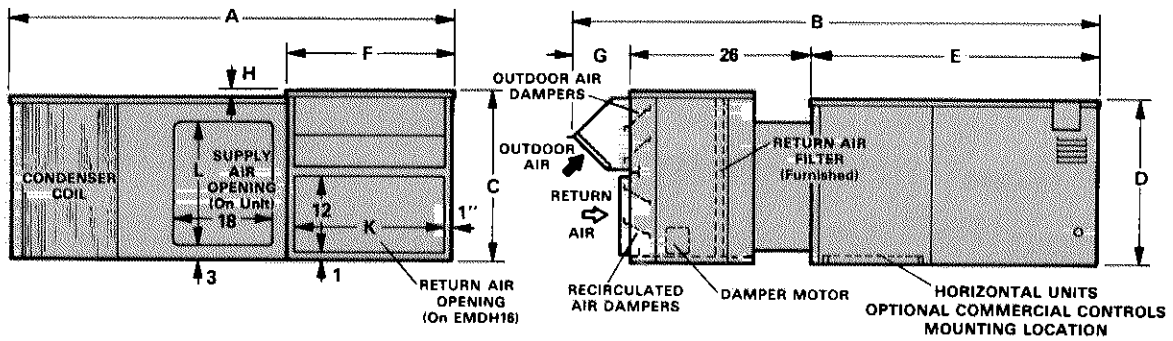 A
B
F
G
26
E
H
OUTDOOR AIR
DAMPERS
SUPPLY
AIR
OPENING
(On Unit)
L
18
CONDENSER
COIL
12
K
C
1"
3
1
RETURN AIR
OPENING
(On EMDH16)
OUTDOOR
AIR
RETURN
AIR
RETURN AIR
FILTER
(Furnished)
D
RECIRCULATED
AIR DAMPERS
DAMPER MOTOR
HORIZONTAL UNITS
OPTIONAL COMMERCIAL CONTROLS
MOUNTING LOCATION